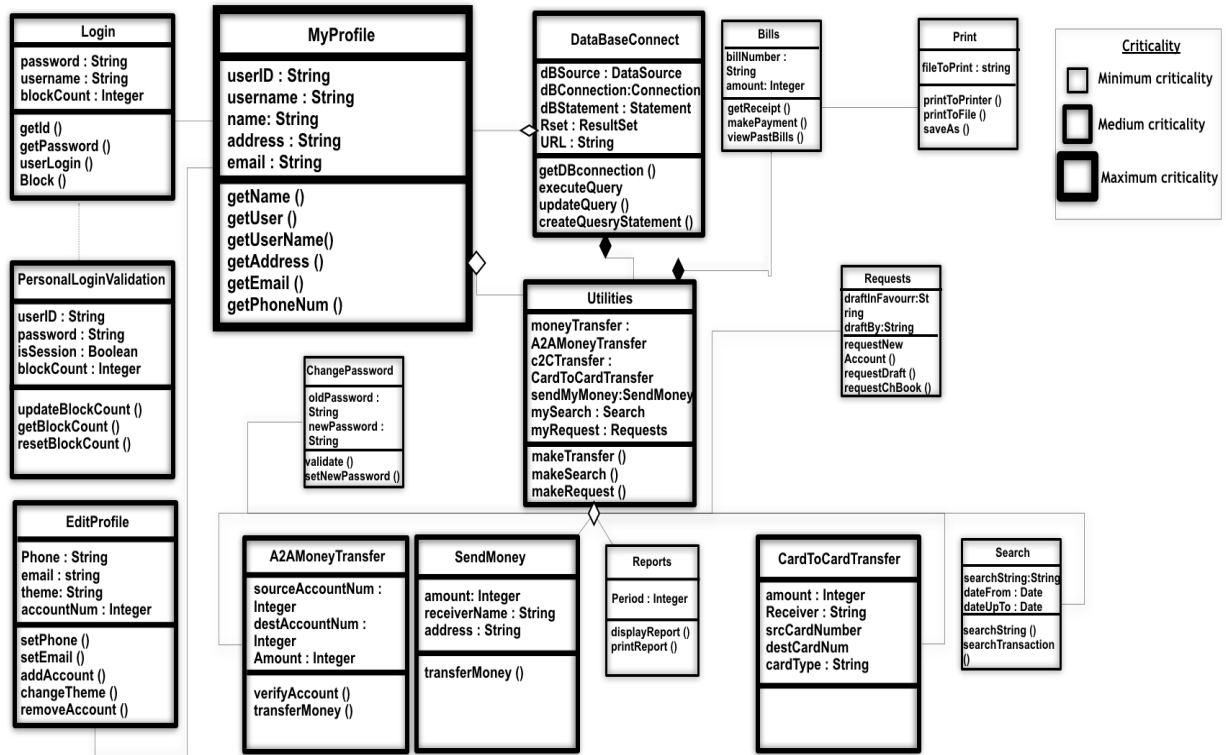 Login
password : String
username : String
blockCount : Integer
getId ()
getPassword ()
userLogin ()
Block ()
MyProfile
userID : String
username : String
name: String
address : String
email : String
getName ()
getUser ()
getUserName()
getAddress ()
getEmail ()
getPhoneNum ()
DataBaseConnect
dBSource : DataSource
dBConnection:Connection
dBStatement : Statement
Rset : ResultSet
URL : String
getDBconnection ()
executeQuery
updateQuery ()
createQuesryStatement ()
Bills
billNumber :
String
amount: Integer
getReceipt ()
makePayment ()
viewPastBills ()
Print
fileToPrint : string
printToPrinter ()
printToFile ()
saveAs ()
Criticality
Minimum criticality
Medium criticality
Maximum criticality
PersonalLoginValidation
userID : String
password : String
isSession : Boolean
blockCount : Integer
updateBlockCount ()
getBlockCount ()
resetBlockCount ()
ChangePassword
oldPassword :
String
newPassword :
String
validate ()
setNewPassword ()
Utilities
moneyTransfer :
A2AMoneyTransfer
c2CTransfer :
CardToCardTransfer
sendMyMoney:SendMoney
mySearch : Search
myRequest : Requests
makeTransfer ()
makeSearch ()
makeRequest ()
Requests
draftInFavourr:St
ring
draftBy:String
requestNew
Account ()
requestDraft ()
requestChBook ()
EditProfile
Phone : String
email : string
theme: String
accountNum : Integer
setPhone ()
setEmail ()
addAccount ()
changeTheme ()
removeAccount ()
A2AMoneyTransfer
sourceAccountNum :
Integer
destAccountNum :
Integer
Amount : Integer
verifyAccount ()
transferMoney ()
SendMoney
amount: Integer
receiverName : String
address : String
transferMoney ()
Reports
Period : Integer
displayReport ()
printReport ()
CardToCardTransfer
amount : Integer
Receiver : String
srcCardNumber
destCardNum
cardType : String
Search
searchString:String
dateFrom : Date
dateUpTo : Date
searchString ()
searchTransaction
()